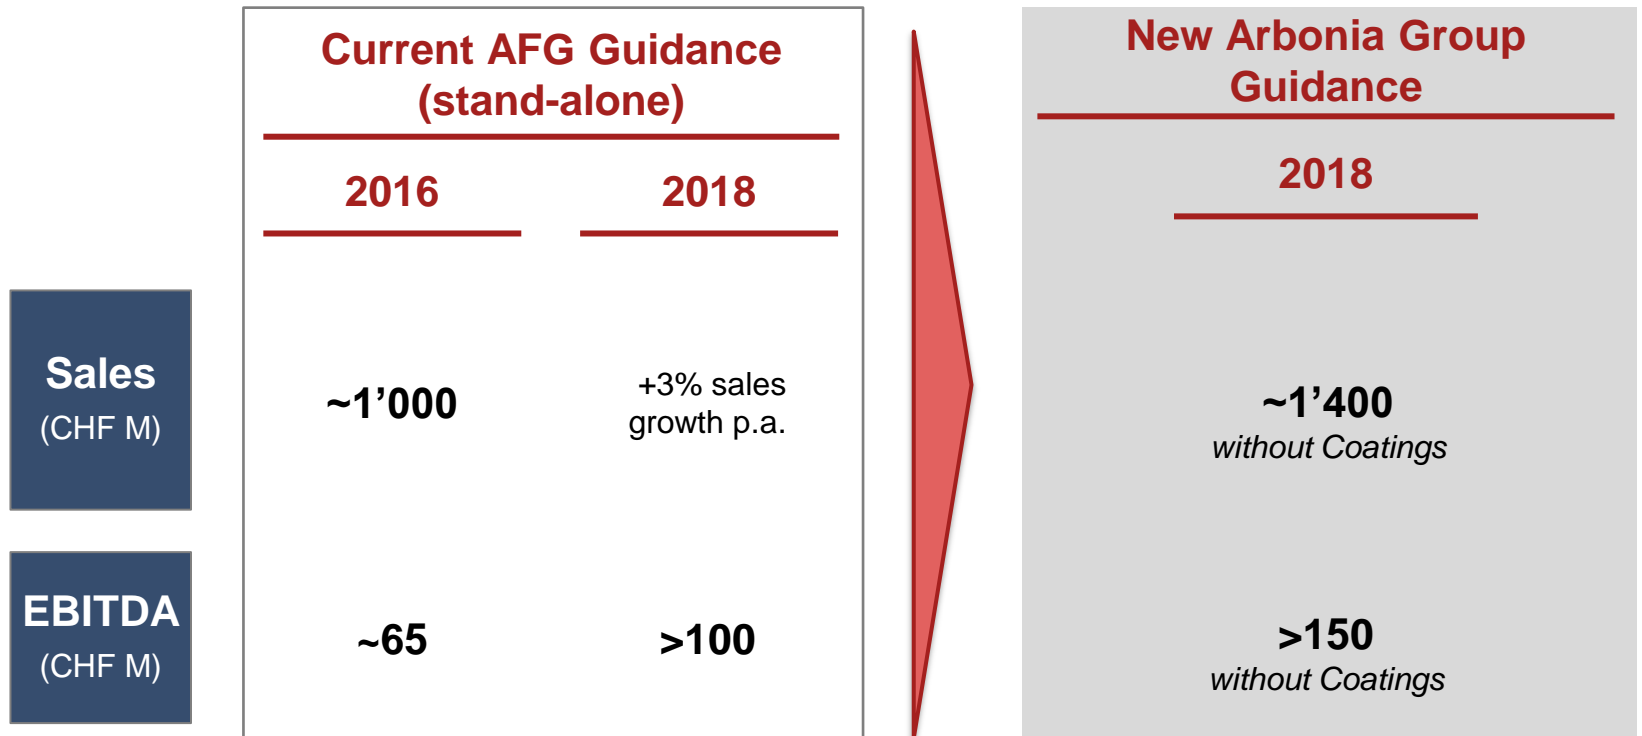 Current AFG Guidance
(stand-alone)
2016
2018
New Arbonia Group
Guidance
2018
Sales
(CHF M)
~1’000
+3% sales
growth p.a.
~1’400
without Coatings
EBITDA
(CHF M)
~65
>100
>150
without Coatings